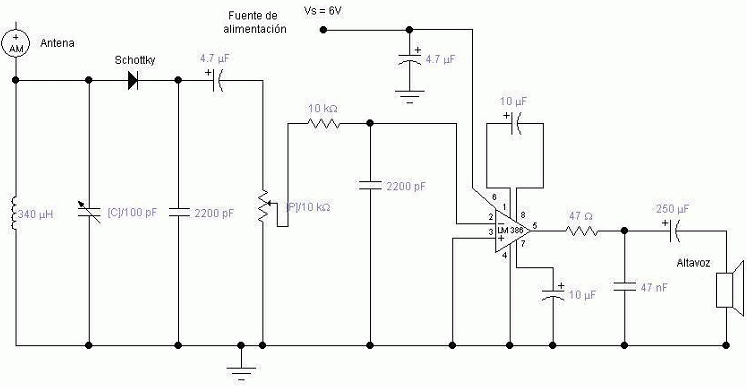 Fuente de
alimentación
Vs = 6V
+
AM
Antena
Schottky
4.7 µF
+
+
4.7 µF
10 kΩ
10 µF
+
340 µH
[C]/100 pF
2200 pF
]P]/10 kΩ
2200 pF
6
1
8
2
3
LM 386
5
7
4
47 Ω
250 µF
+
+
10 µF
47 nF
Altavoz